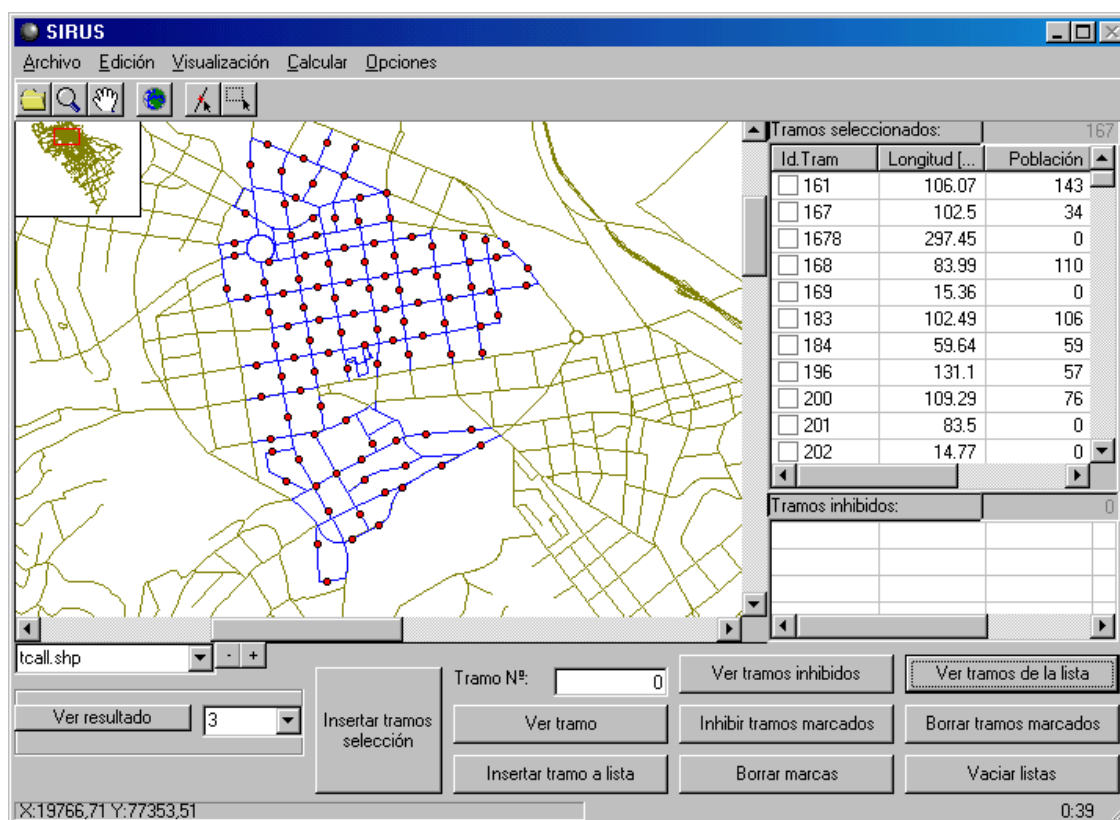 SIRUS
Archivo Edición Visualización Calcular Opciones
Tramos seleccionados: 167
Id.Tram Longitud [... Población
161 106.07 143
167 102.5 34
1678 297.45 0
168 83.99 110
169 15.36 0
183 102.49 106
184 59.64 59
196 131.1 57
200 109.29 76
201 83.5 0
202 14.77 0
Tramos inhibidos: 0
tcall.shp - +
Ver resultado 3
Insertar tramos
selección
Tramo Nº: 0
Ver tramo
Insertar tramo a lista
Ver tramos inhibidos
Inhibir tramos marcados
Borrar marcas
Ver tramos de la lista
Borrar tramos marcados
Vaciar listas
X:19766,71 Y:77353,51 0:39